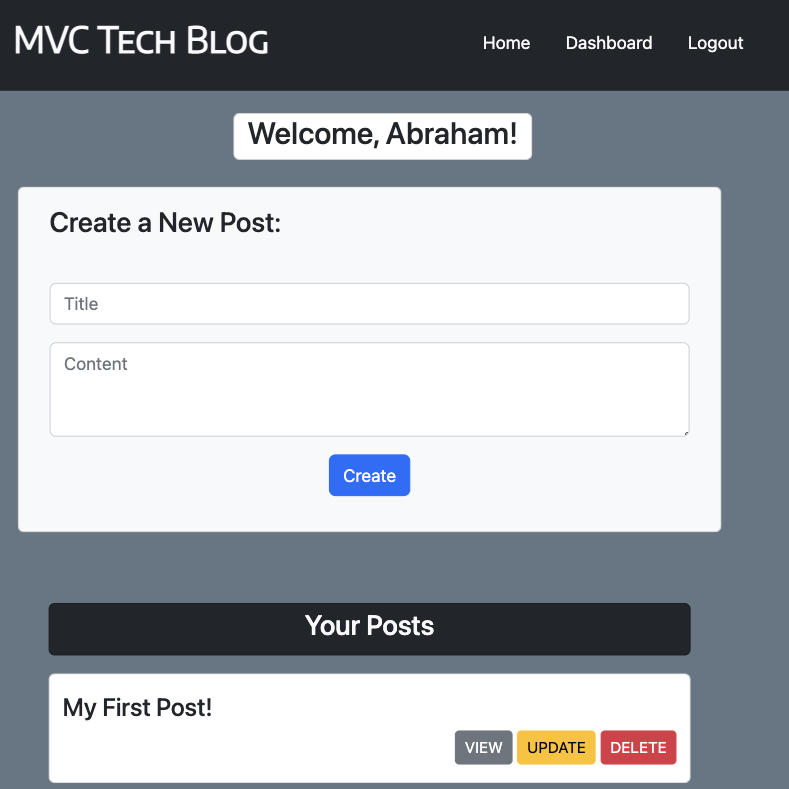 MVC Tech Blog
Home Dashboard Logout
Welcome, Abraham!
Create a New Post:
Title
Content
Create
Your Posts
My First Post!
VIEW UPDATE DELETE